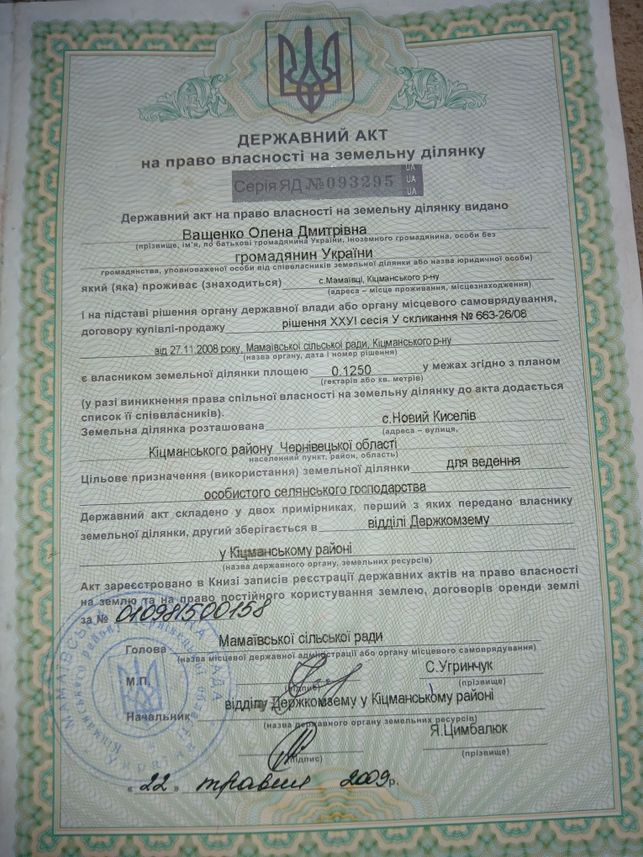 ДЕРЖАВНИЙ АКТ
на право власності на земельну ділянку
Серія ЯД №093295
UA
UA
UA
Державний акт на право власності на земельну ділянку видано
Ващенко Олена Дмитрівна
(прізвище, ім'я, по батькові громадянина України, іноземного громадянина, особи без
громадянин України
громадянства, уповноваженої особи від співвласників земельної ділянки або назва юридичної особи)
який (яка) проживає (знаходиться) с.Мамаївці, Кіцманського р-ну
(адреса – місце проживання, місцезнаходження)
і на підставі рішення органу державної влади або органу місцевого самоврядування,
договору купівлі-продажу рішення XXУI сесія У скликання № 663-26/08
від 27.11.2008 року, Мамаївської сільської ради, Кіцманського р-ну
(назва органу, дата і номер рішення)
є власником земельної ділянки площею 0.1250 у межах згідно з планом
(гектарів або кв. метрів)
(у разі виникнення права спільної власності на земельну ділянку до акта додається
список її співвласників).
Земельна ділянка розташована с.Новий Киселів
(адреса – вулиця,
Кіцманського району Чернівецької області
населенний пункт, район, область)
Цільове призначення (використання) земельної ділянки для ведення
особистого селянського господарства
Державний акт складено у двох примірниках, перший з яких передано власнику
земельної ділянки, другий зберігається в відділі Держкомзему
у Кіцманському районі
(назва державного органу, земельних ресурсів)
Акт зареєстровано в Книзі записів реєстрації державних актів на право власності
на землю та на право постійного користування землею, договорів оренди землі
за № 010981500158
Голова Мамаївської сільської ради
(назва місцевої державної адміністрації або органу місцевого самоврядування)
М.П. С.Угринчук
(підпис) (прізвище)
відділу Держкомзему у Кіцманському районі
Начальник (назва державного органу земельних ресурсів)
Я.Цимбалюк
(підпис) (прізвище)
« 22 » травня 2009р.